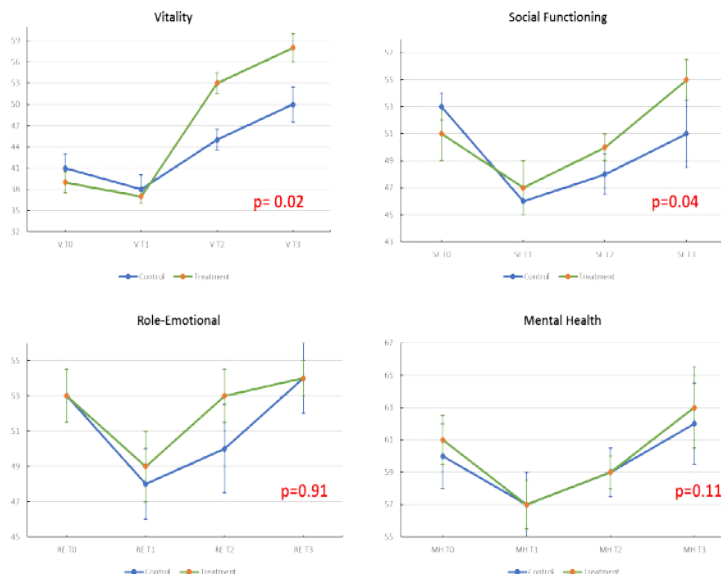 Vitality
59
56
53
50
47
44
41
38
35
32
p= 0.02
V T0 V T1 V T2 V T3
Control Treatment
Social Functioning
57
55
53
51
49
47
45
43
p=0.04
SF T0 SF T1 SF T2 SF T3
Control Treatment
Role-Emotional
55
53
51
49
47
45
p=0.91
RE T0 RE T1 RE T2 RE T3
Control Treatment
Mental Health
67
65
63
61
59
57
55
p=0.11
MH T0 MH T1 MH T2 MH T3
Control Treatment